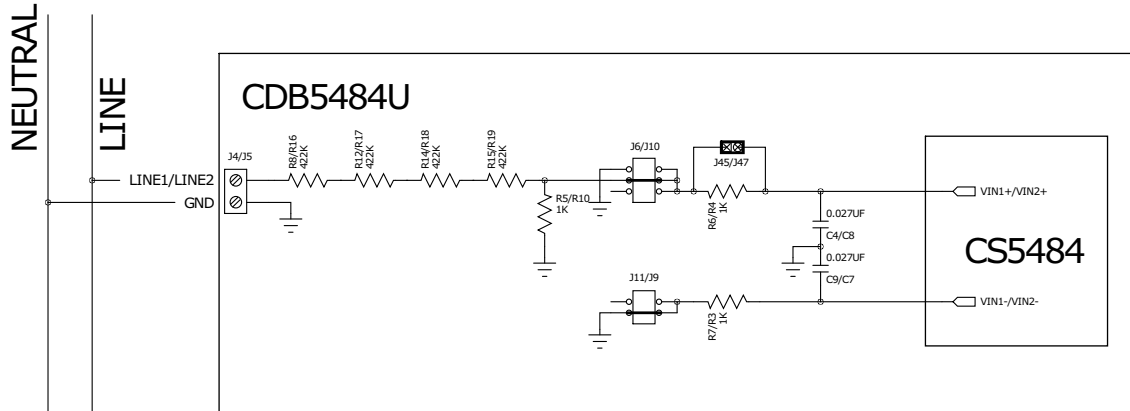 NEUTRAL
LINE
CDB5484U
J4/J5
LINE1/LINE2
GND
R8/R16
422K
R12/R17
422K
R14/R18
422K
R15/R19
422K
R5/R10
1K
J6/J10
J45/J47
R6/R4
1K
0.027UF
C4/C8
0.027UF
C9/C7
J11/J9
R7/R3
1K
VIN1+/VIN2+
CS5484
VIN1-/VIN2-